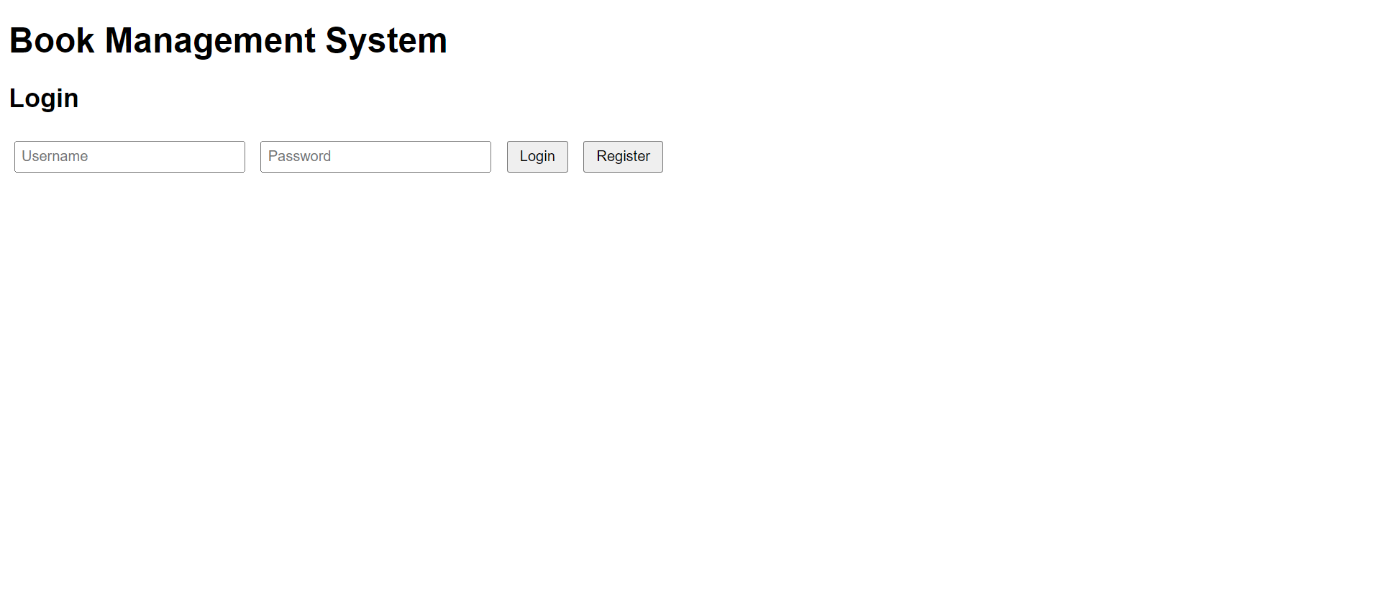 Book Management System
Login
Username Password Login Register